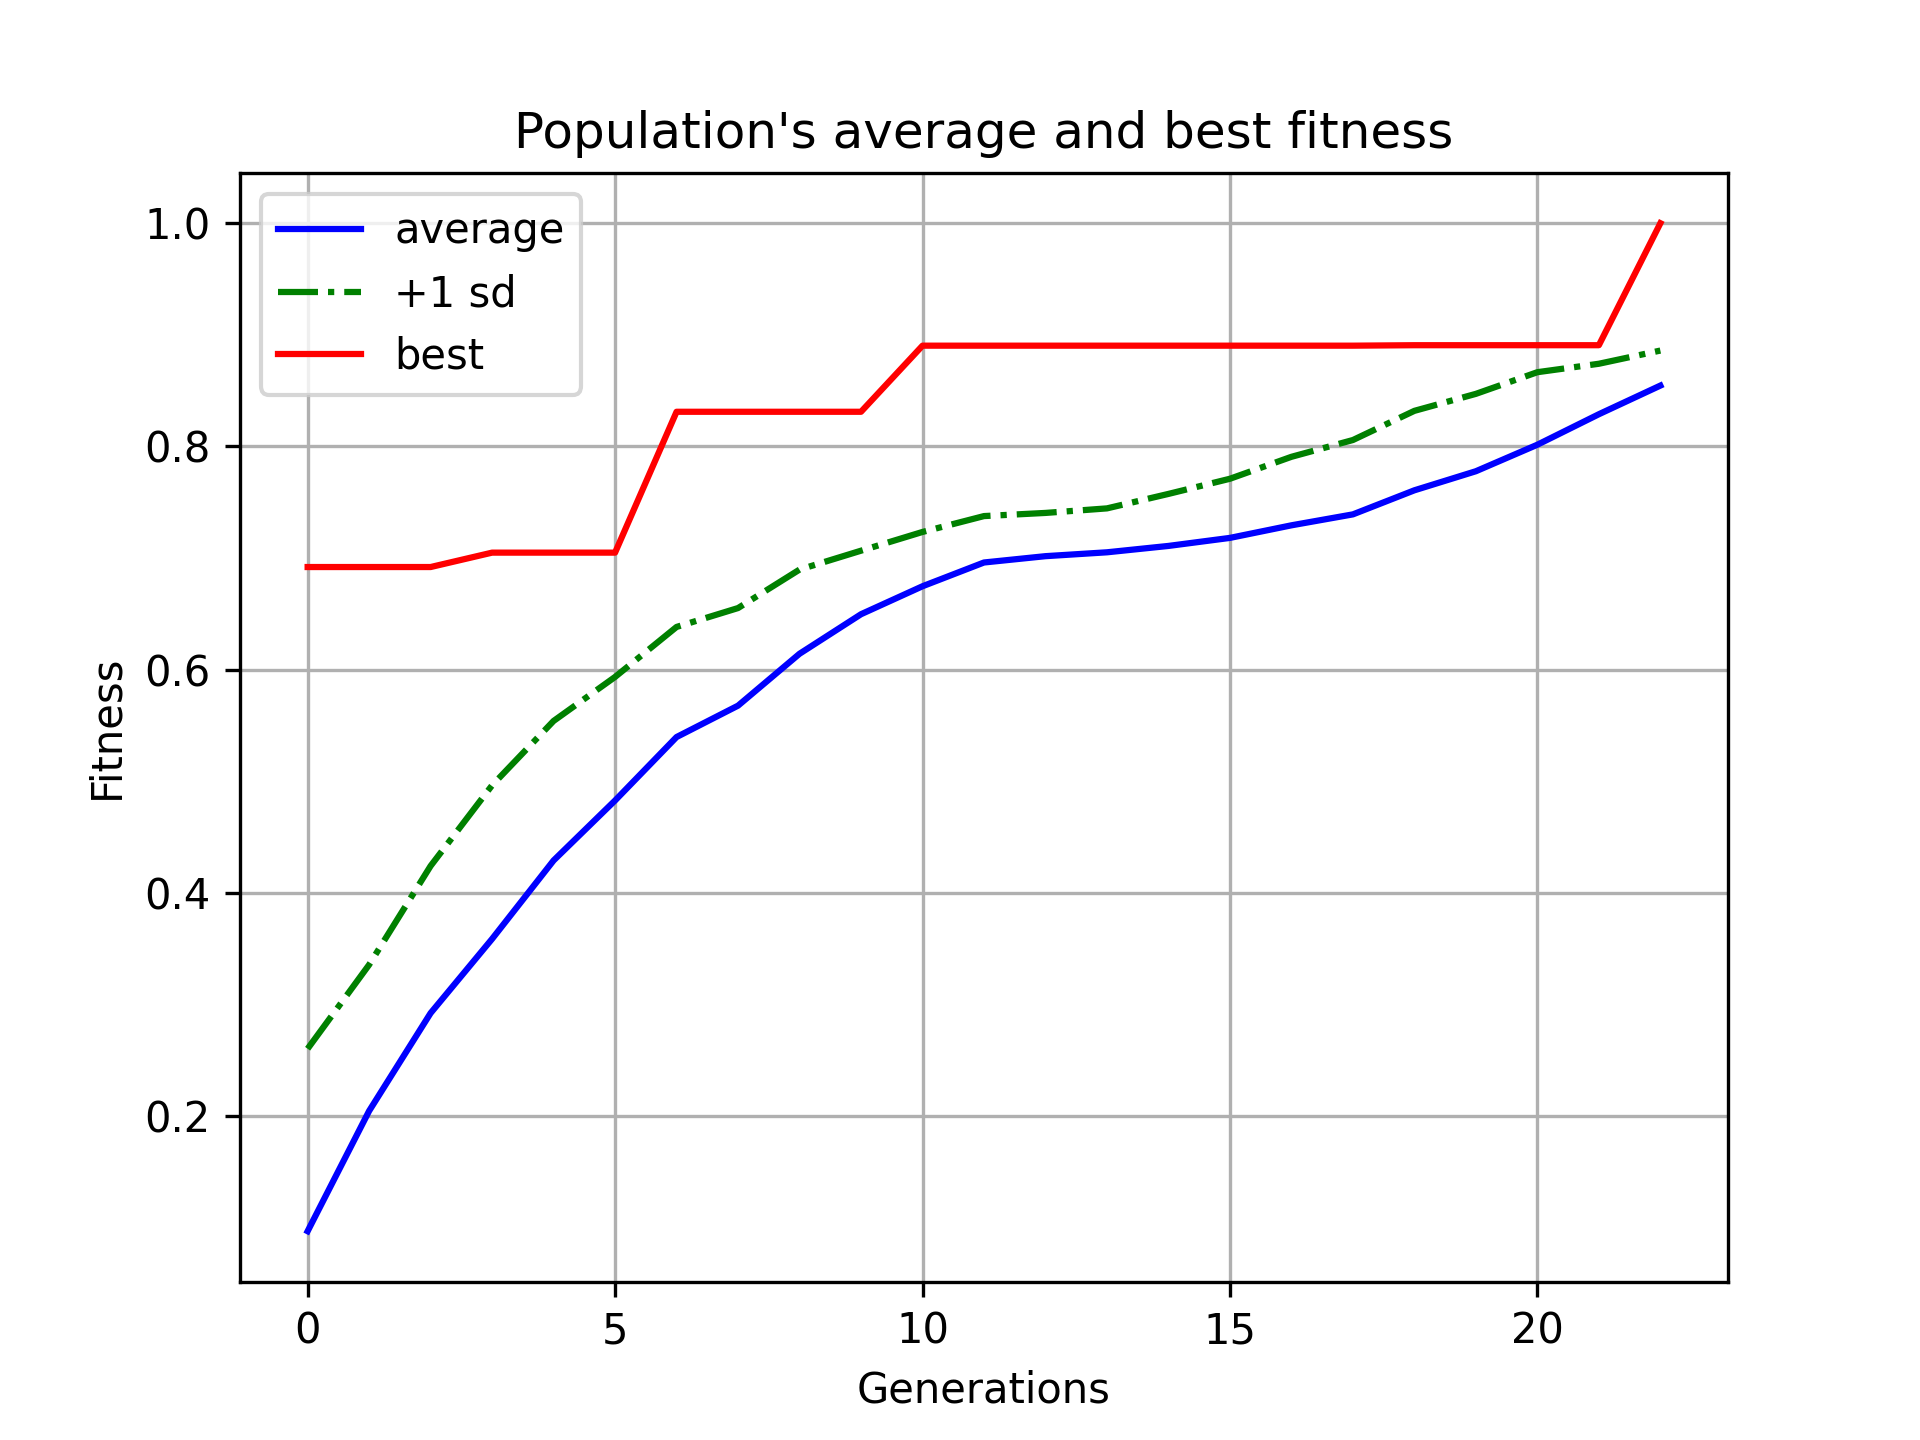 Population's average and best fitness
average
+1 sd
best
1.0
0.8
0.6
0.4
0.2
Fitness
0 5 10 15 20
Generations